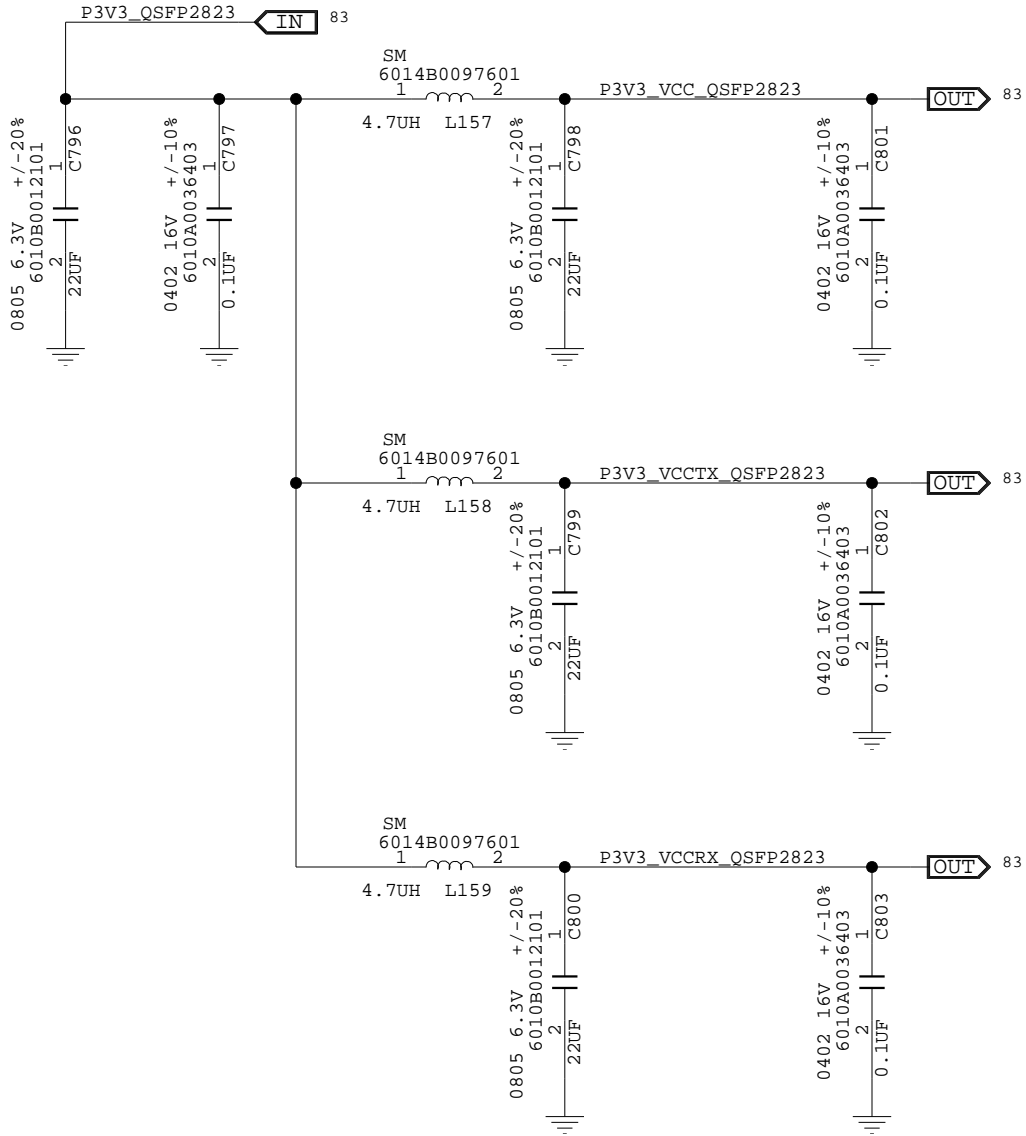 P3V3_QSFP2823
IN
83
SM
6014B0097601
1
2
4.7UH L157
P3V3_VCC_QSFP2823
OUT
83
0805 6.3V +/-20%
6010B0012101
1
2
C796
22UF
0402 16V +/-10%
6010A0036403
1
2
C797
0.1UF
0805 6.3V +/-20%
6010B0012101
1
2
C798
22UF
0402 16V +/-10%
6010A0036403
1
2
C801
0.1UF
SM
6014B0097601
1
2
4.7UH L158
P3V3_VCCTX_QSFP2823
OUT
83
0805 6.3V +/-20%
6010B0012101
1
2
C799
22UF
0402 16V +/-10%
6010A0036403
1
2
C802
0.1UF
SM
6014B0097601
1
2
4.7UH L159
P3V3_VCCRX_QSFP2823
OUT
83
0805 6.3V +/-20%
6010B0012101
1
2
C800
22UF
0402 16V +/-10%
6010A0036403
1
2
C803
0.1UF